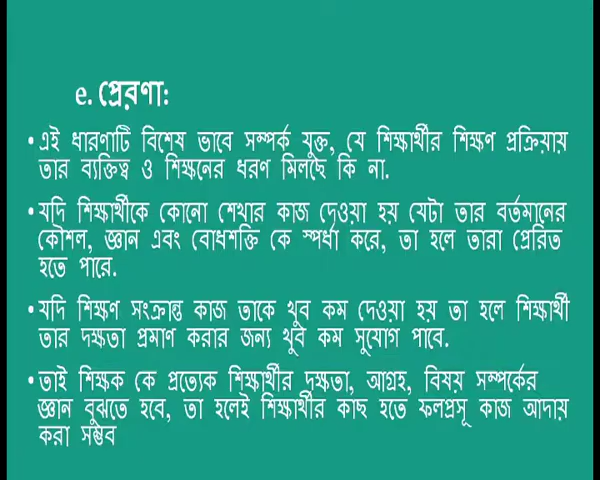 e. প্রেরণা:
• এই ধারণাটি বিশেষ ভাবে সম্পর্ক যুক্ত, যে শিক্ষার্থীর শিক্ষণ প্রক্রিয়ায়
তার ব্যক্তিত্ব ও শিক্ষনের ধরণ মিলছে কি না.
• যদি শিক্ষার্থীকে কোনো শেখার কাজ দেওয়া হয় যেটা তার বর্তমানের
কৌশল, জ্ঞান এবং বোধশক্তি কে স্পর্ধা করে, তা হলে তারা প্রেরিত
হতে পারে.
• যদি শিক্ষণ সংক্রান্ত কাজ তাকে খুব কম দেওয়া হয় তা হলে শিক্ষার্থী
তার দক্ষতা প্রমাণ করার জন্য খুব কম সুযোগ পাবে.
• তাই শিক্ষক কে প্রত্যেক শিক্ষার্থীর দক্ষতা, আগ্রহ, বিষয় সম্পর্কের
জ্ঞান বুঝতে হবে, তা হলেই শিক্ষার্থীর কাছ হতে ফলপ্রসূ কাজ আদায়
করা সম্ভব